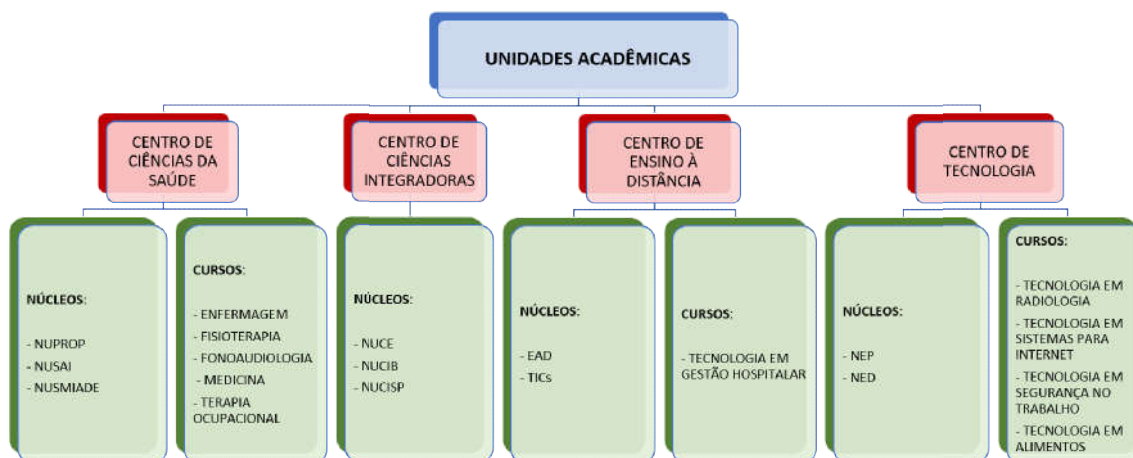 UNIDADES ACADÊMICAS
CENTRO DE
CIÊNCIAS DA
SAÚDE
CENTRO DE
CIÊNCIAS
INTEGRADORAS
CENTRO DE
ENSINO À
DISTÂNCIA
CENTRO DE
TECNOLOGIA
NÚCLEOS:
- NUPROP
- NUSAI
- NUSMIADE
CURSOS:
- ENFERMAGEM
- FISIOTERAPIA
- FONOAUDIOLOGIA
- MEDICINA
- TERAPIA
OCUPACIONAL
NÚCLEOS:
- NUCE
- NUCIB
- NUCISP
NÚCLEOS:
- EAD
- TICs
CURSOS:
- TECNOLOGIA EM
GESTÃO HOSPITALAR
NÚCLEOS:
- NEP
- NED
CURSOS:
- TECNOLOGIA EM
RADIOLOGIA
- TECNOLOGIA EM
SISTEMAS PARA
INTERNET
- TECNOLOGIA EM
SEGURANÇA NO
TRABALHO
- TECNOLOGIA EM
ALIMENTOS